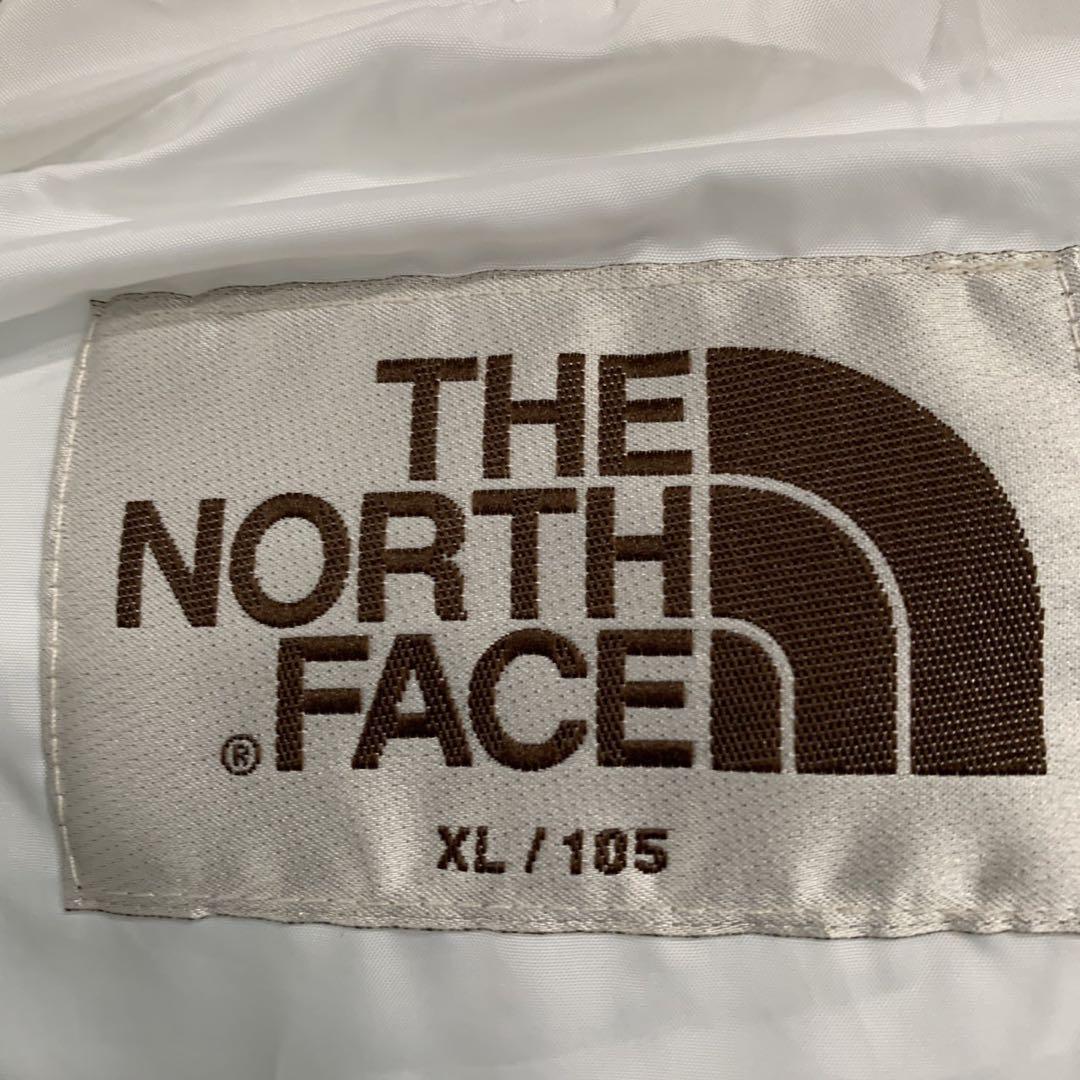 THE
NORTH
® FACE
XL / 105